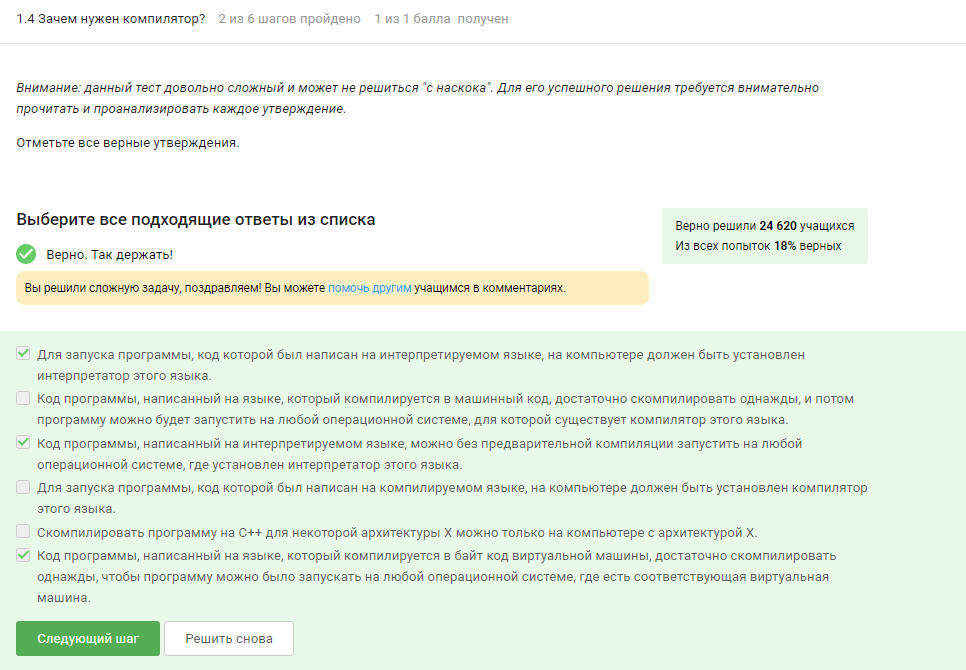 1.4 Зачем нужен компилятор? 2 из 6 шагов пройдено 1 из 1 балла получен
Внимание: данный тест довольно сложный и может не решиться "с наскока". Для его успешного решения требуется внимательно
прочитать и проанализировать каждое утверждение.
Отметьте все верные утверждения.
Выберите все подходящие ответы из списка
Верно решили 24 620 учащихся
Из всех попыток 18% верных
Верно. Так держать!
Вы решили сложную задачу, поздравляем! Вы можете помочь другим учащимся в комментариях.
Для запуска программы, код которой был написан на интерпретируемом языке, на компьютере должен быть установлен
интерпретатор этого языка.
Код программы, написанный на языке, который компилируется в машинный код, достаточно скомпилировать однажды, и потом
программу можно будет запустить на любой операционной системе, для которой существует компилятор этого языка.
Код программы, написанный на интерпретируемом языке, можно без предварительной компиляции запустить на любой
операционной системе, где установлен интерпретатор этого языка.
Для запуска программы, код которой был написан на компилируемом языке, на компьютере должен быть установлен компилятор
этого языка.
Скомпилировать программу на C++ для некоторой архитектуры X можно только на компьютере с архитектурой X.
Код программы, написанный на языке, который компилируется в байт код виртуальной машины, достаточно скомпилировать
однажды, чтобы программу можно было запускать на любой операционной системе, где есть соответствующая виртуальная
машина.
Следующий шаг
Решить снова